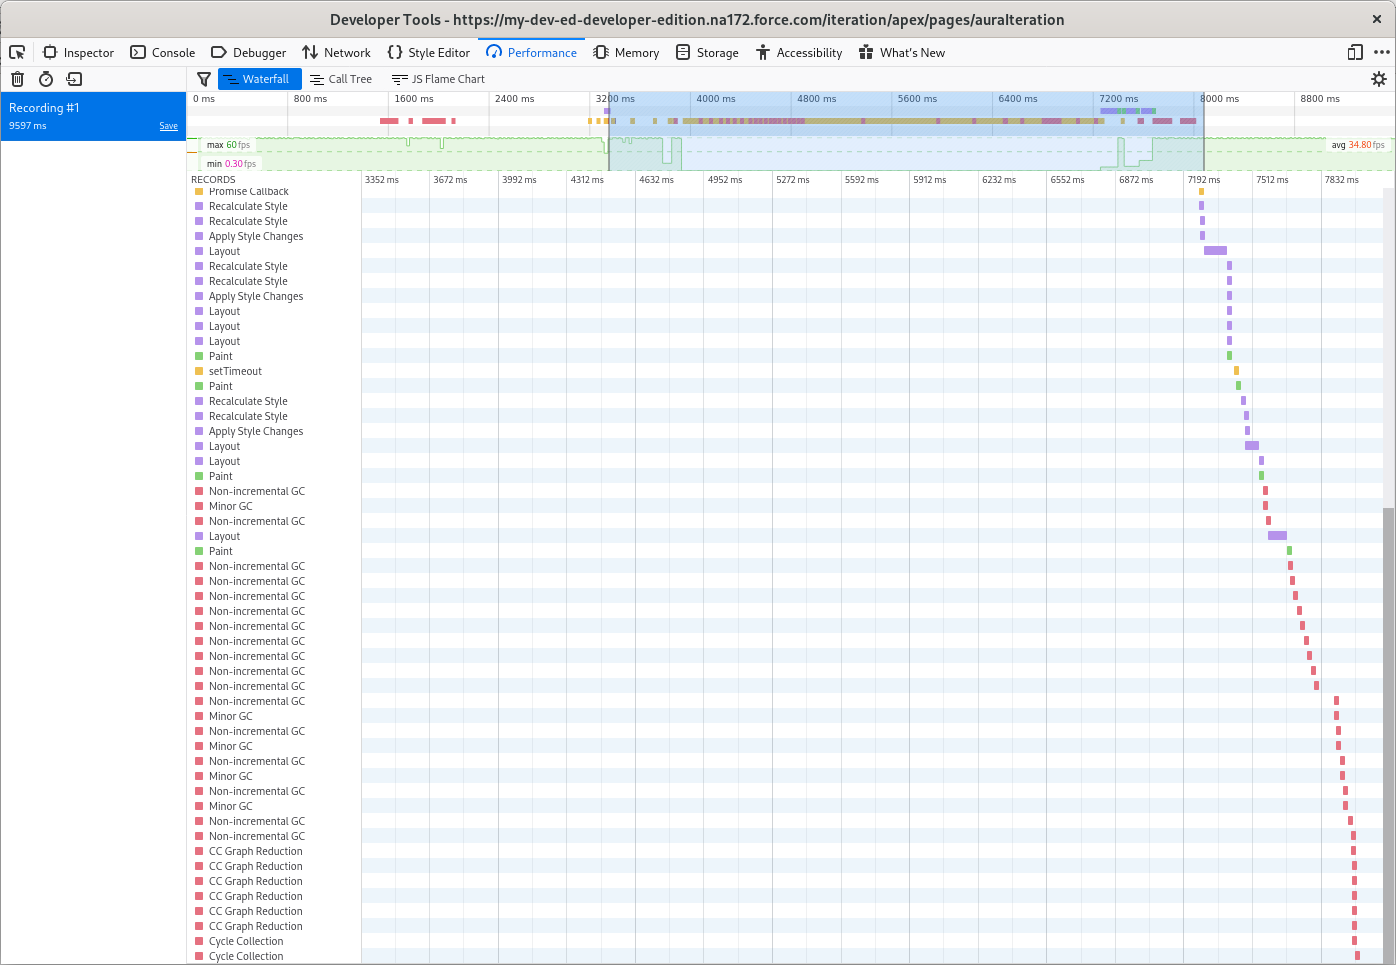 Developer Tools - https://my-dev-ed-developer-edition.na172.force.com/iteration/apex/pages/auraIteration
Inspector Console Debugger Network Style Editor Performance Memory Storage Accessibility What's New
Waterfall Call Tree JS Flame Chart
Recording #1
9597 ms Save
0 ms 800 ms 1600 ms 2400 ms 3200 ms 4000 ms 4800 ms 5600 ms 6400 ms 7200 ms 8000 ms 8800 ms
max 60 fps
avg 34.80 fps
min 0.30 fps
RECORDS 3352 ms 3672 ms 3992 ms 4312 ms 4632 ms 4952 ms 5272 ms 5592 ms 5912 ms 6232 ms 6552 ms 6872 ms 7192 ms 7512 ms 7832 ms
Promise Callback
Recalculate Style
Recalculate Style
Apply Style Changes
Layout
Recalculate Style
Recalculate Style
Apply Style Changes
Layout
Layout
Layout
Paint
setTimeout
Paint
Recalculate Style
Recalculate Style
Apply Style Changes
Layout
Layout
Paint
Non-incremental GC
Minor GC
Non-incremental GC
Layout
Paint
Non-incremental GC
Non-incremental GC
Non-incremental GC
Non-incremental GC
Non-incremental GC
Non-incremental GC
Non-incremental GC
Non-incremental GC
Non-incremental GC
Non-incremental GC
Minor GC
Non-incremental GC
Minor GC
Non-incremental GC
Minor GC
Non-incremental GC
Minor GC
Non-incremental GC
Non-incremental GC
CC Graph Reduction
CC Graph Reduction
CC Graph Reduction
CC Graph Reduction
CC Graph Reduction
CC Graph Reduction
Cycle Collection
Cycle Collection